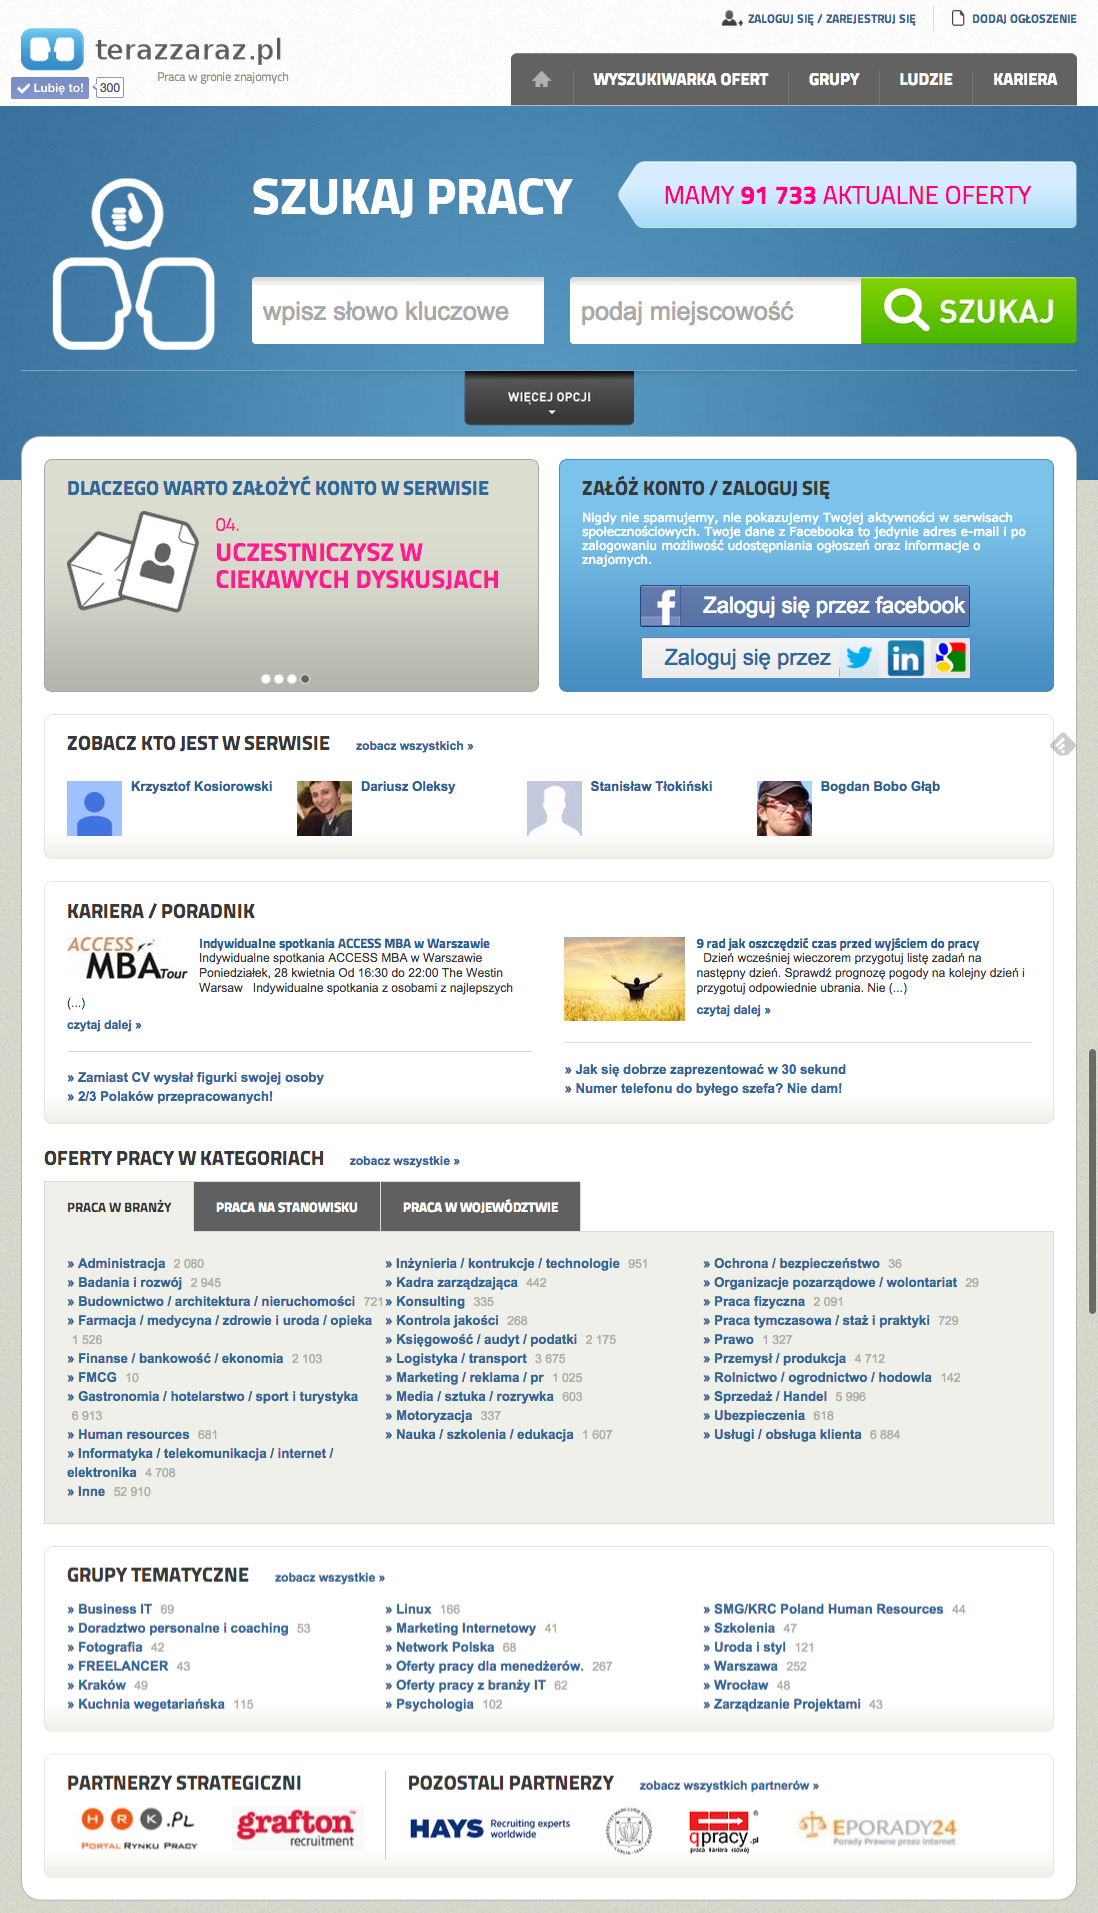 ZALOGUJ SIĘ / ZAREJESTRUJ SIĘ
DODAJ OGŁOSZENIE
terazzaraz.pl
Praca w gronie znajomych
Lubię to!
300
WYSZUKIWARKA OFERT
GRUPY
LUDZIE
KARIERA
SZUKAJ PRACY
MAMY 91 733 AKTUALNE OFERTY
wpisz słowo kluczowe
podaj miejscowość
SZUKAJ
WIĘCEJ OPCJI
DLACZEGO WARTO ZAŁOŻYĆ KONTO W SERWISIE
04.
UCZESTNICZYSZ W
CIEKAWYCH DYSKUSJACH
ZAŁÓŻ KONTO / ZALOGUJ SIĘ
Nigdy nie spamujemy, nie pokazujemy Twojej aktywności w serwisach
społecznościowych. Twoje dane z Facebooka to jedynie adres e-mail i po
zalogowaniu możliwość udostępniania ogłoszeń oraz informacje o
znajomych.
Zaloguj się przez facebook
Zaloguj się przez
ZOBACZ KTO JEST W SERWISIE
zobacz wszystkich »
Krzysztof Kosiorowski
Dariusz Oleksy
Stanisław Tłokiński
Bogdan Bobo Głąb
KARIERA / PORADNIK
ACCESS
MBA Tour
Indywidualne spotkania ACCESS MBA w Warszawie
Indywidualne spotkania ACCESS MBA w Warszawie
Poniedziałek, 28 kwietnia Od 16:30 do 22:00 The Westin
Warsaw Indywidualne spotkania z osobami z najlepszych
(...)
czytaj dalej »
» Zamiast CV wysłał figurki swojej osoby
» 2/3 Polaków przepracowanych!
9 rad jak oszczędzić czas przed wyjściem do pracy
Dzień wcześniej wieczorem przygotuj listę zadań na
następny dzień. Sprawdź prognozę pogody na kolejny dzień i
przygotuj odpowiednie ubrania. Nie (...)
czytaj dalej »
» Jak się dobrze zaprezentować w 30 sekund
» Numer telefonu do byłego szefa? Nie dam!
OFERTY PRACY W KATEGORIACH
zobacz wszystkie »
PRACA W BRANŻY
PRACA NA STANOWISKU
PRACA W WOJEWÓDZTWIE
» Administracja 2 080
» Badania i rozwój 2 945
» Budownictwo / architektura / nieruchomości 721
» Farmacja / medycyna / zdrowie i uroda / opieka
1 526
» Finanse / bankowość / ekonomia 2 103
» FMCG 10
» Gastronomia / hotelarstwo / sport i turystyka
6 913
» Human resources 681
» Informatyka / telekomunikacja / internet /
elektronika 4 708
» Inne 52 910
» Inżynieria / kontrukcje / technologie 951
» Kadra zarządzająca 442
» Konsulting 335
» Kontrola jakości 268
» Księgowość / audyt / podatki 2 175
» Logistyka / transport 3 675
» Marketing / reklama / pr 1 025
» Media / sztuka / rozrywka 603
» Motoryzacja 337
» Nauka / szkolenia / edukacja 1 607
» Ochrona / bezpieczeństwo 36
» Organizacje pozarządowe / wolontariat 29
» Praca fizyczna 2 091
» Praca tymczasowa / staż i praktyki 729
» Prawo 1 327
» Przemysł / produkcja 4 712
» Rolnictwo / ogrodnictwo / hodowla 142
» Sprzedaż / Handel 5 996
» Ubezpieczenia 618
» Usługi / obsługa klienta 6 884
GRUPY TEMATYCZNE
zobacz wszystkie »
» Business IT 69
» Doradztwo personalne i coaching 53
» Fotografia 42
» FREELANCER 43
» Kraków 49
» Kuchnia wegetariańska 115
» Linux 166
» Marketing Internetowy 41
» Network Polska 68
» Oferty pracy dla menedżerów. 267
» Oferty pracy z branży IT 62
» Psychologia 102
» SMG/KRC Poland Human Resources 44
» Szkolenia 47
» Uroda i styl 121
» Warszawa 252
» Wrocław 48
» Zarządzanie Projektami 43
PARTNERZY STRATEGICZNI
HRK.PL
PORTAL RYNKU PRACY
grafton™
recruitment
POZOSTALI PARTNERZY
zobacz wszystkich partnerów »
HAYS Recruiting experts
worldwide
qpracy.pl
praca kariera rozwój
EPORADY24
Porady Prawne przez internet